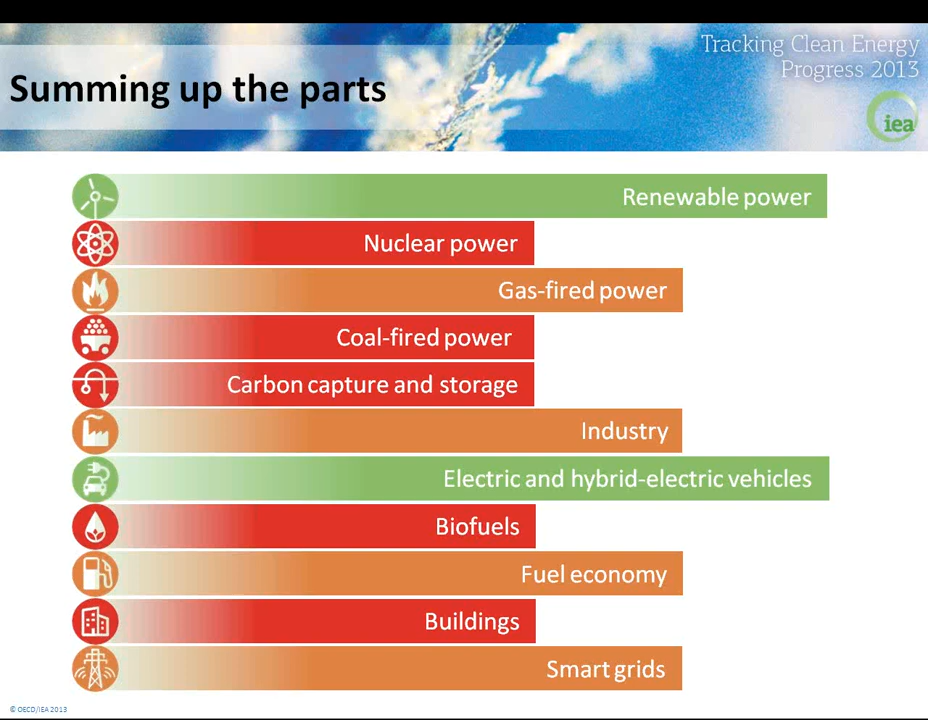 Tracking Clean Energy
Progress 2013
Summing up the parts
iea
Renewable power
Nuclear power
Gas-fired power
Coal-fired power
Carbon capture and storage
Industry
Electric and hybrid-electric vehicles
Biofuels
Fuel economy
Buildings
Smart grids
© OECD/IEA 2013